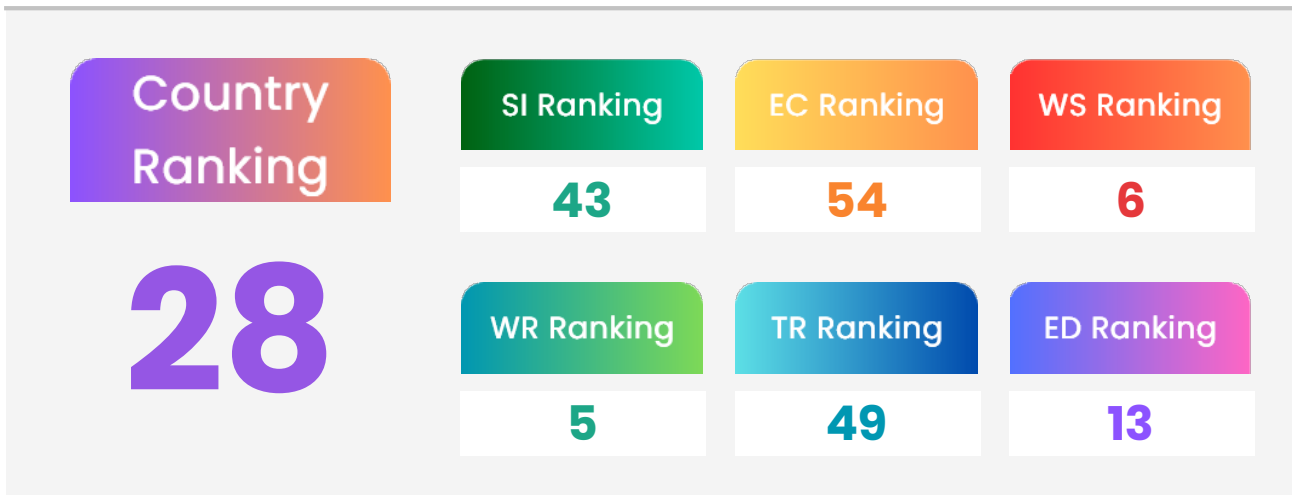 Country
Ranking
28
SI Ranking
EC Ranking
WS Ranking
43
54
6
WR Ranking
TR Ranking
ED Ranking
5
49
13